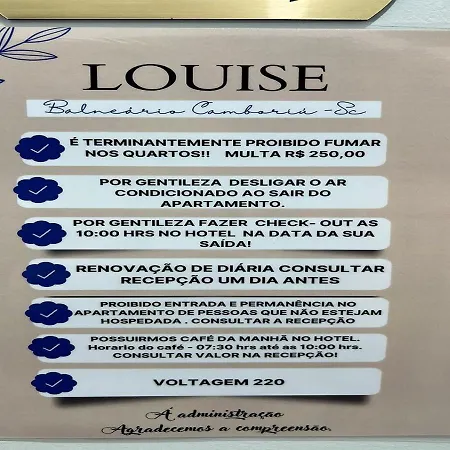 LOUISE
Balneário Camboriú - Sc
É TERMINANTEMENTE PROIBIDO FUMAR
NOS QUARTOS!! MULTA R$ 250,00
POR GENTILEZA DESLIGAR O AR
CONDICIONADO AO SAIR DO
APARTAMENTO.
POR GENTILEZA FAZER CHECK- OUT AS
10:00 HRS NO HOTEL NA DATA DA SUA
SAÍDA!
RENOVAÇÃO DE DIÁRIA CONSULTAR
RECEPÇÃO UM DIA ANTES
PROIBIDO ENTRADA E PERMANÊNCIA NO
APARTAMENTO DE PESSOAS QUE NÃO ESTEJAM
HOSPEDADA . CONSULTAR A RECEPÇÃO
POSSUIRMOS CAFÉ DA MANHÃ NO HOTEL.
Horario do café - 07:30 hrs até as 10:00 hrs.
CONSULTAR VALOR NA RECEPÇÃO!
VOLTAGEM 220
Á administração
Agradecemos a compreensão.